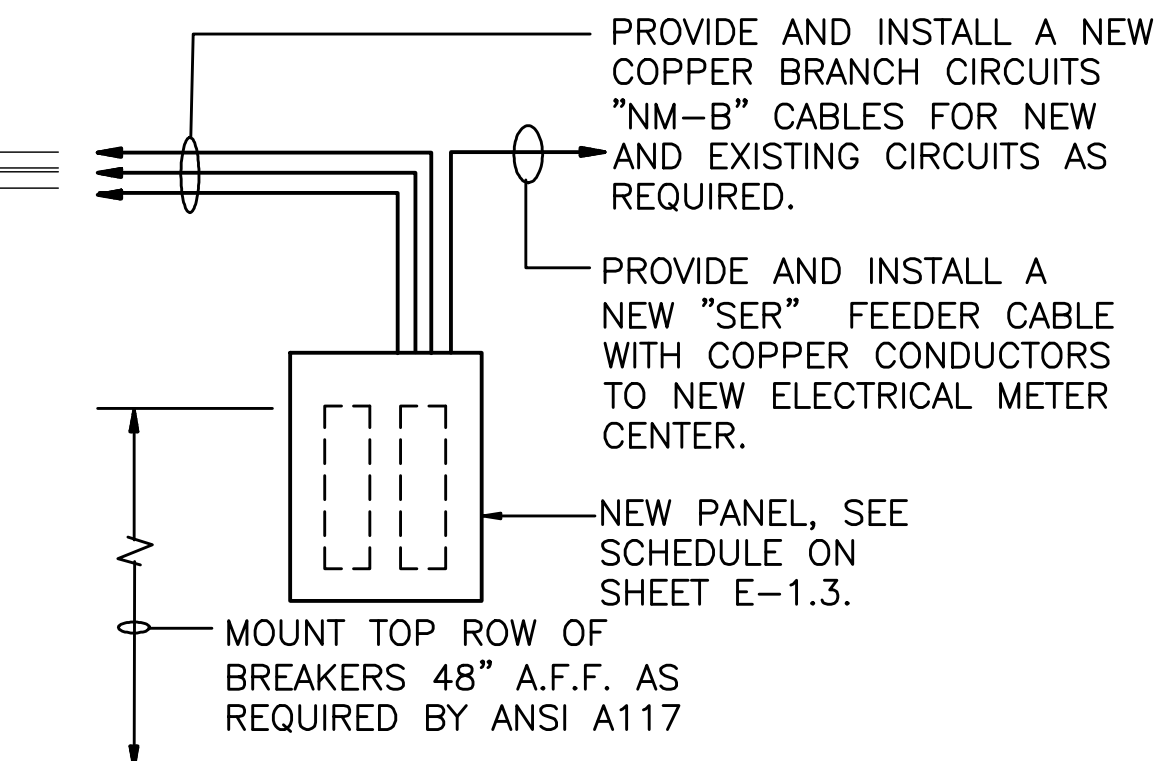 PROVIDE AND INSTALL A NEW
COPPER BRANCH CIRCUITS
"NM-B" CABLES FOR NEW
AND EXISTING CIRCUITS AS
REQUIRED.
PROVIDE AND INSTALL A
NEW "SER" FEEDER CABLE
WITH COPPER CONDUCTORS
TO NEW ELECTRICAL METER
CENTER.
NEW PANEL, SEE
SCHEDULE ON
SHEET E-1.3.
MOUNT TOP ROW OF
BREAKERS 48" A.F.F. AS
REQUIRED BY ANSI A117